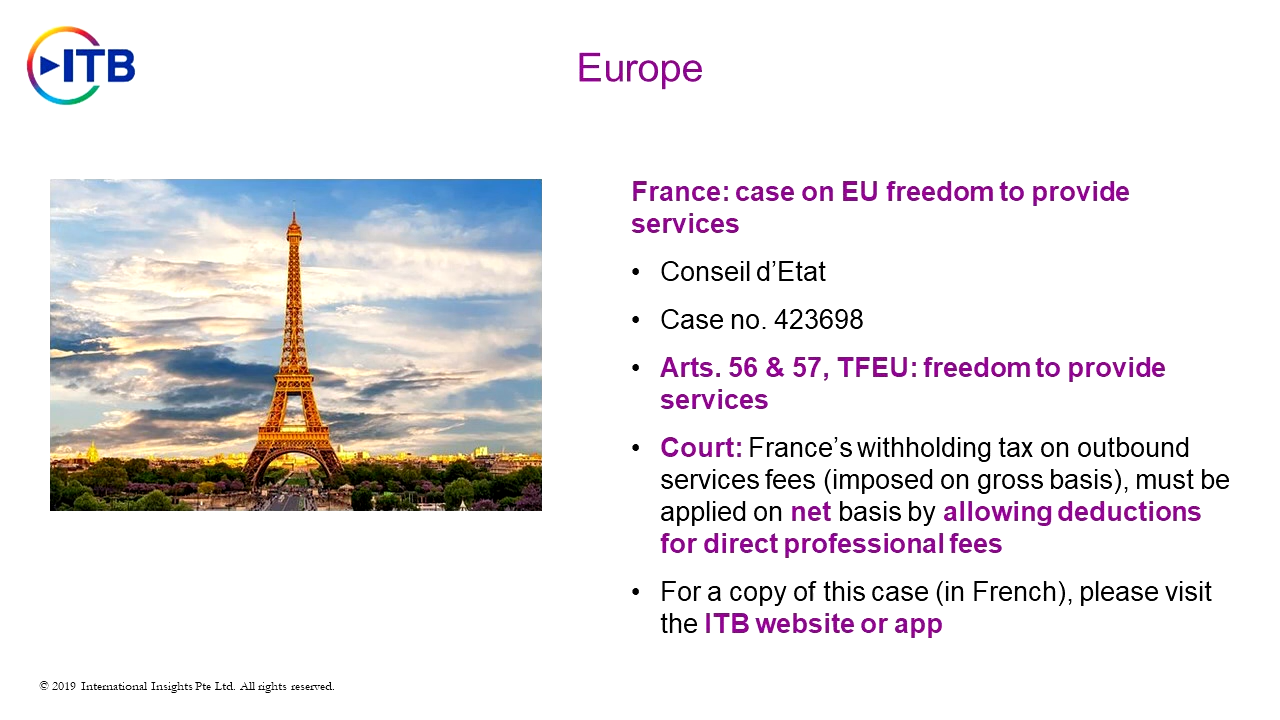 ITB
Europe
France: case on EU freedom to provide
services
• Conseil d’Etat
• Case no. 423698
• Arts. 56 & 57, TFEU: freedom to provide
services
• Court: France’s withholding tax on outbound
services fees (imposed on gross basis), must be
applied on net basis by allowing deductions
for direct professional fees
• For a copy of this case (in French), please visit
the ITB website or app
© 2019 International Insights Pte Ltd. All rights reserved.